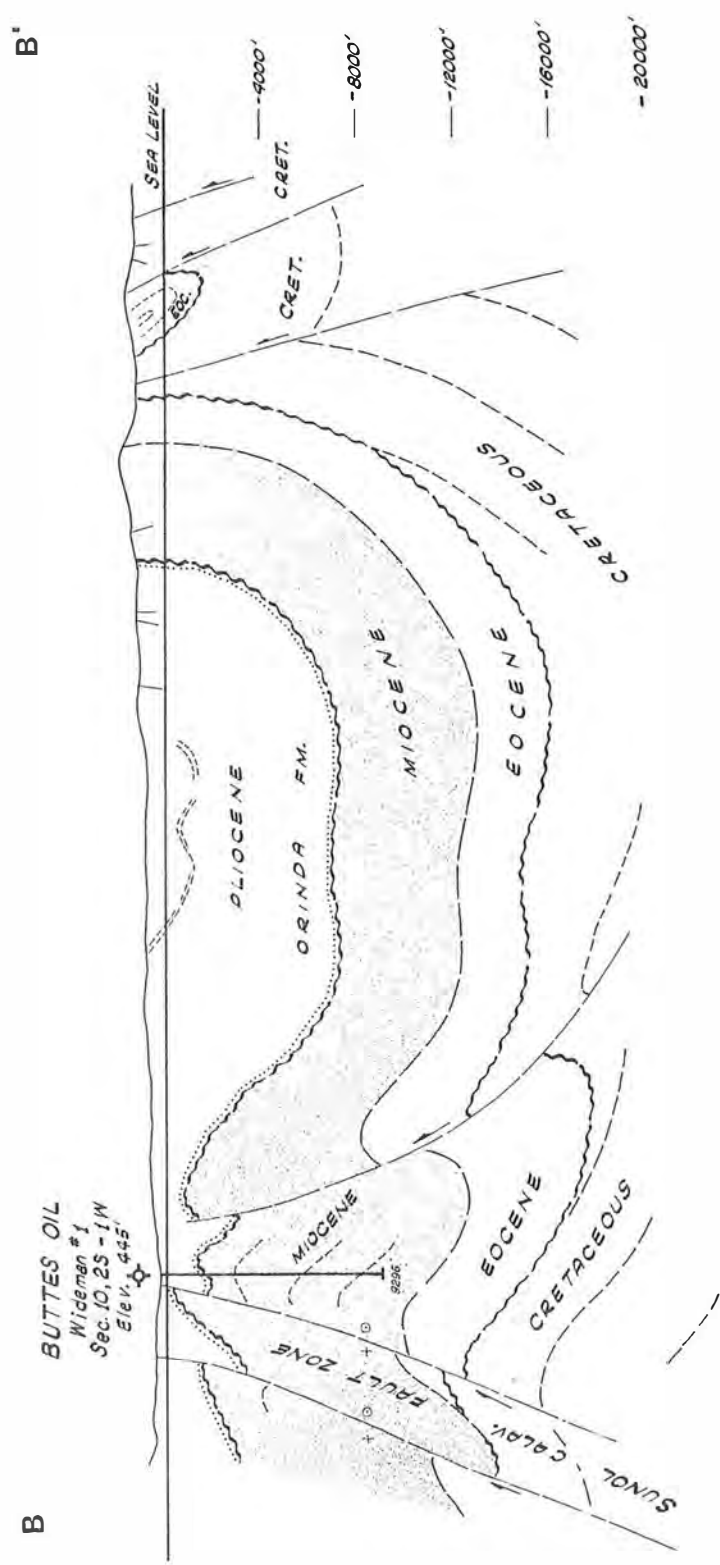 B
B'
BUTTES OIL
Wideman #1
Sec. 10, 2S - 1W
Elev. 445'
SEA LEVEL
-4000'
-8000'
-12000'
-16000'
-20000'
PLIOCENE
ORINDA FM.
MIOCENE
EOCENE
CRETACEOUS
EOC.
CRET.
CRET.
MIOCENE
9296
EOCENE
CRETACEOUS
FAULT ZONE
SUNOL CALAV.